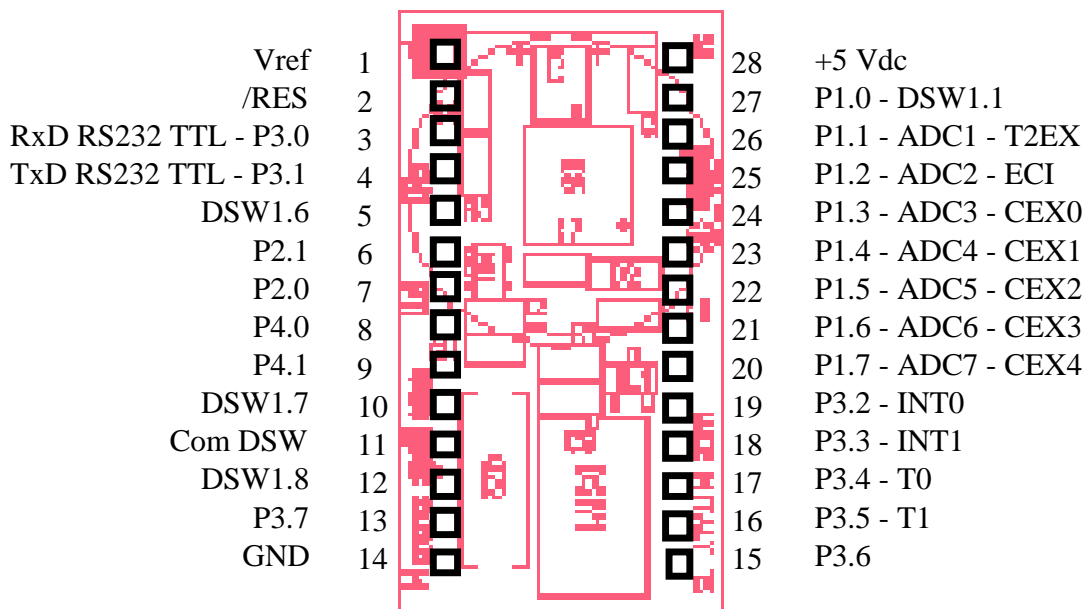 Vref 1 28 +5 Vdc
/RES 2 27 P1.0 - DSW1.1
RxD RS232 TTL - P3.0 3 26 P1.1 - ADC1 - T2EX
TxD RS232 TTL - P3.1 4 25 P1.2 - ADC2 - ECI
DSW1.6 5 24 P1.3 - ADC3 - CEX0
P2.1 6 23 P1.4 - ADC4 - CEX1
P2.0 7 22 P1.5 - ADC5 - CEX2
P4.0 8 21 P1.6 - ADC6 - CEX3
P4.1 9 20 P1.7 - ADC7 - CEX4
DSW1.7 10 19 P3.2 - INT0
Com DSW 11 18 P3.3 - INT1
DSW1.8 12 17 P3.4 - T0
P3.7 13 16 P3.5 - T1
GND 14 15 P3.6